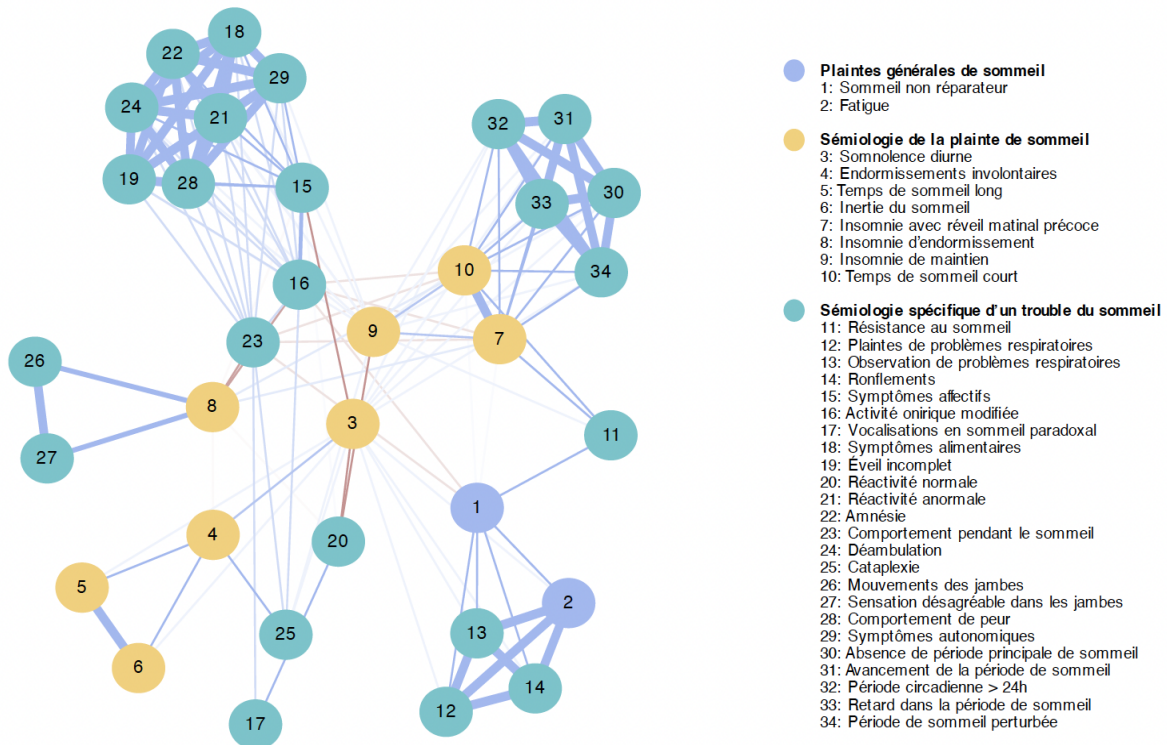 18
22
29
24
21
19
28
15
32
31
30
33
34
10
16
9
7
23
26
8
3
27
11
1
4
20
5
2
25
13
6
14
12
17
Plaintes générales de sommeil
1: Sommeil non réparateur
2: Fatigue
Sémiologie de la plainte de sommeil
3: Somnolence diurne
4: Endormissements involontaires
5: Temps de sommeil long
6: Inertie du sommeil
7: Insomnie avec réveil matinal précoce
8: Insomnie d'endormissement
9: Insomnie de maintien
10: Temps de sommeil court
Sémiologie spécifique d'un trouble du sommeil
11: Résistance au sommeil
12: Plaintes de problèmes respiratoires
13: Observation de problèmes respiratoires
14: Ronflements
15: Symptômes affectifs
16: Activité onirique modifiée
17: Vocalisations en sommeil paradoxal
18: Symptômes alimentaires
19: Éveil incomplet
20: Réactivité normale
21: Réactivité anormale
22: Amnésie
23: Comportement pendant le sommeil
24: Déambulation
25: Cataplexie
26: Mouvements des jambes
27: Sensation désagréable dans les jambes
28: Comportement de peur
29: Symptômes autonomiques
30: Absence de période principale de sommeil
31: Avancement de la période de sommeil
32: Période circadienne > 24h
33: Retard dans la période de sommeil
34: Période de sommeil perturbée